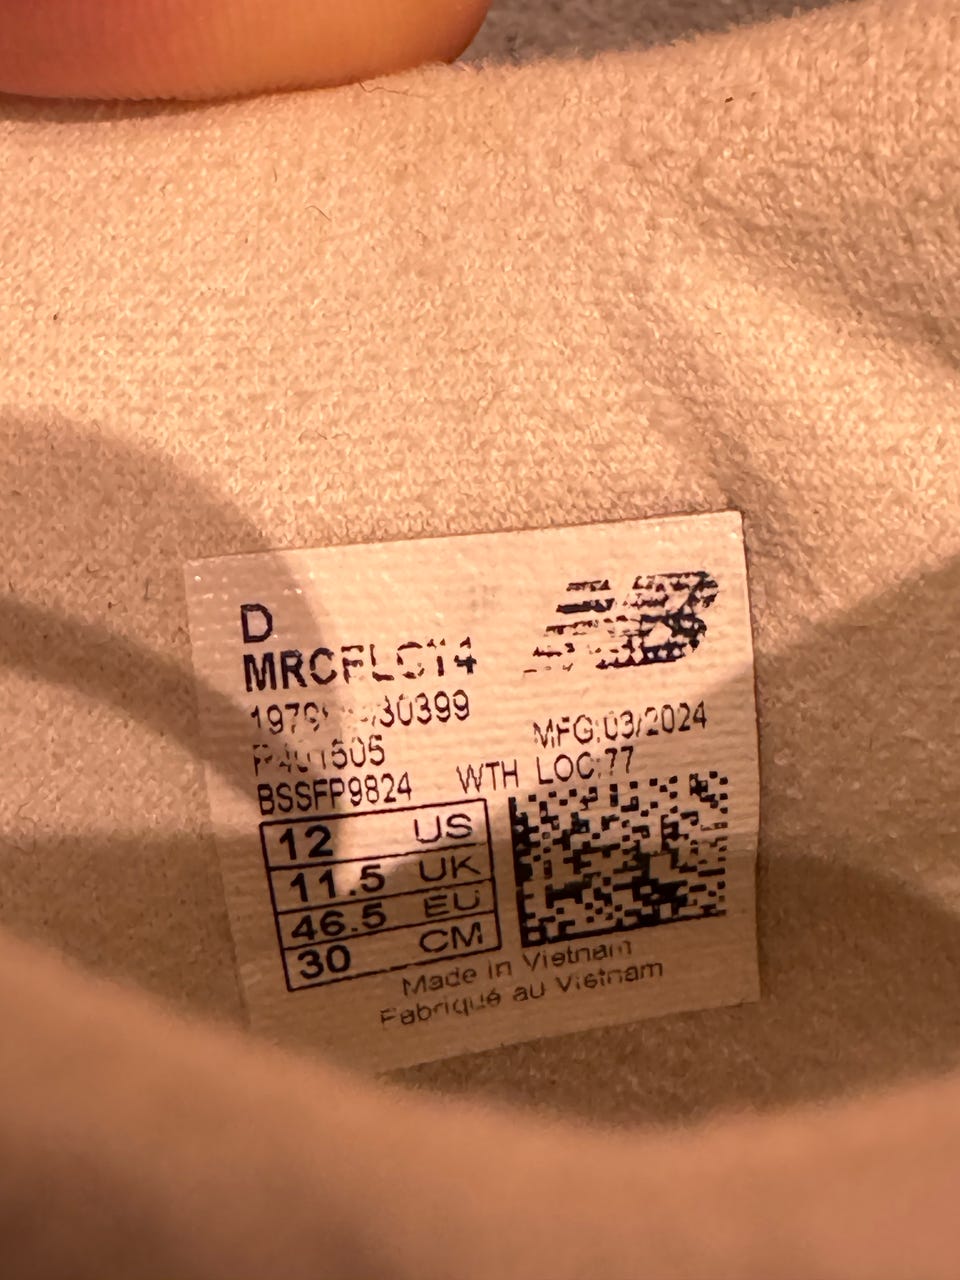 D
MRCFLGT4
BSSFP9824
MFG:03/2024
WTH LOC:77
12 US
11.5 UK
46.5 EU
30 CM
Made in Vietnam
Fabriqué au Vietnam